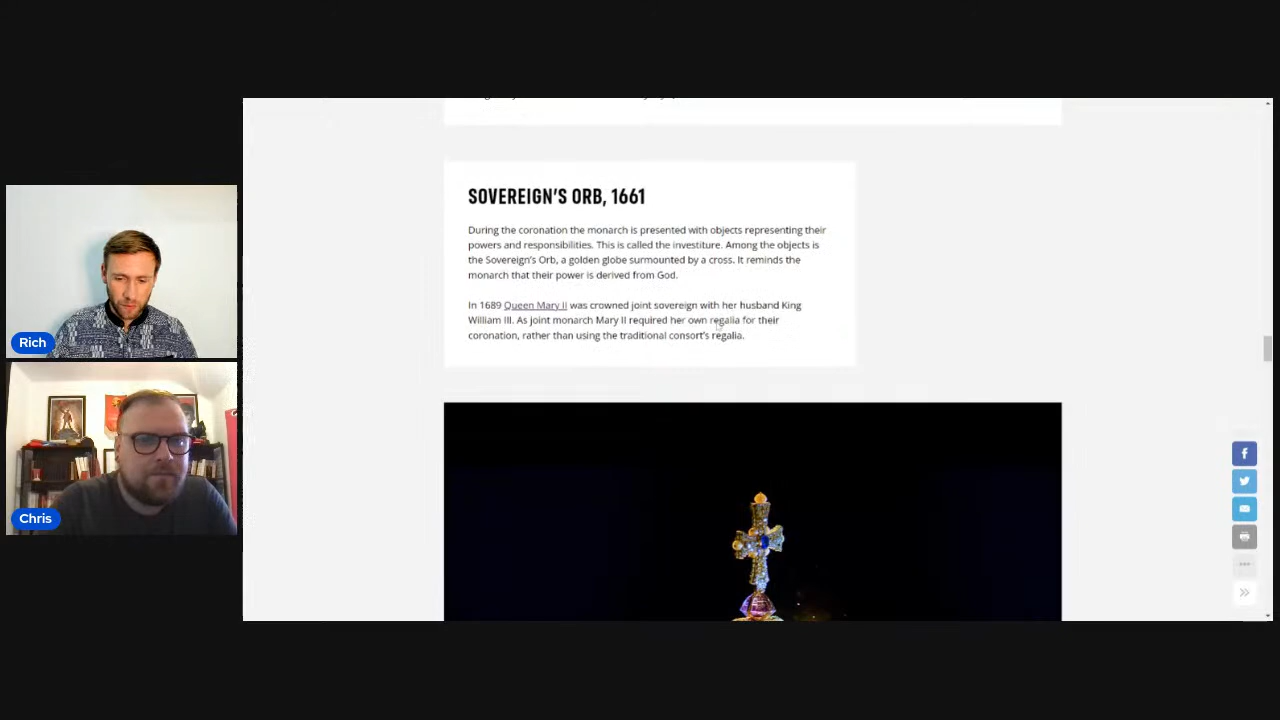 SOVEREIGN'S ORB, 1661
During the coronation the monarch is presented with objects representing their
powers and responsibilities. This is called the investiture. Among the objects is
the Sovereign's Orb, a golden globe surmounted by a cross. It reminds the
monarch that their power is derived from God.
In 1689 Queen Mary II was crowned joint sovereign with her husband King
William III. As joint monarch Mary II required her own regalia for their
coronation, rather than using the traditional consort's regalia.
Rich
Chris